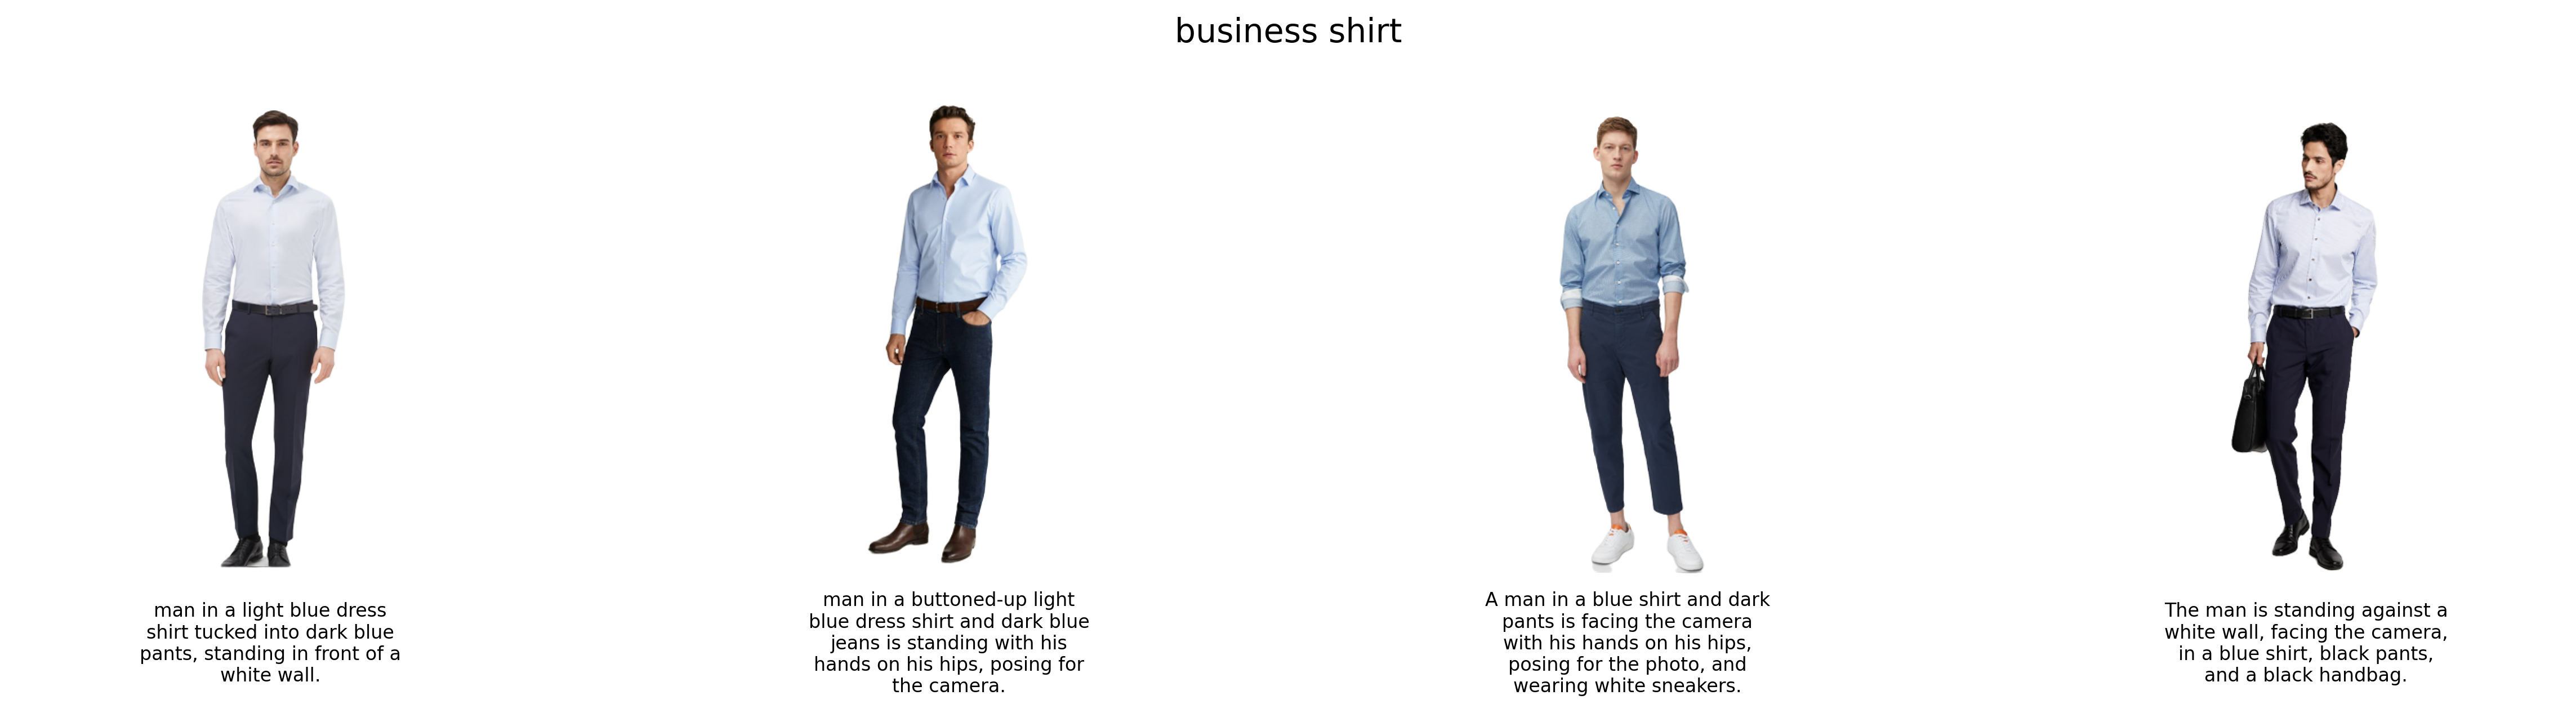 business shirt
man in a light blue dress
shirt tucked into dark blue
pants, standing in front of a
white wall.
man in a buttoned-up light
blue dress shirt and dark blue
jeans is standing with his
hands on his hips, posing for
the camera.
A man in a blue shirt and dark
pants is facing the camera
with his hands on his hips,
posing for the photo, and
wearing white sneakers.
The man is standing against a
white wall, facing the camera,
in a blue shirt, black pants,
and a black handbag.